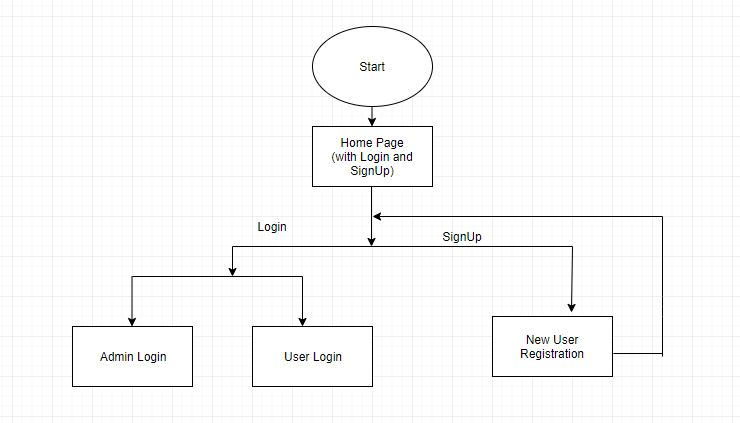 Start
Home Page
(with Login and
SignUp)
Login
SignUp
Admin Login
User Login
New User
Registration